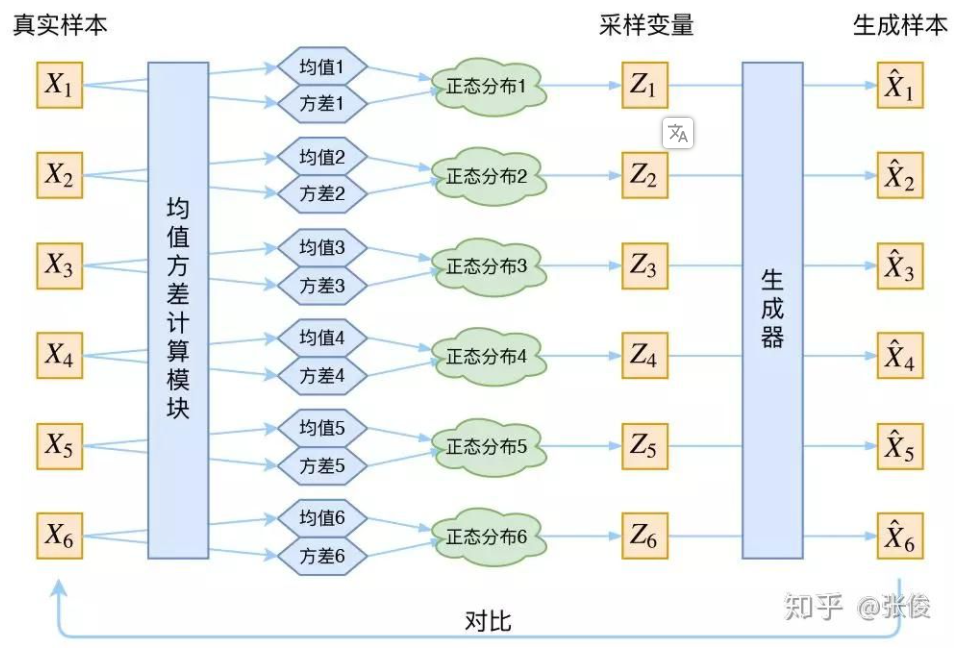 真实样本
采样变量
生成样本
X₁
均值1
方差1
正态分布1
Z₁
X̂₁
X₂
均值2
方差2
正态分布2
Z₂
X̂₂
X₃
均值3
方差3
正态分布3
Z₃
X̂₃
X₄
均值4
方差4
正态分布4
Z₄
X̂₄
X₅
均值5
方差5
正态分布5
Z₅
X̂₅
X₆
均值6
方差6
正态分布6
Z₆
X̂₆
均值方差计算模块
生成器
文A
对比
知乎 @张俊